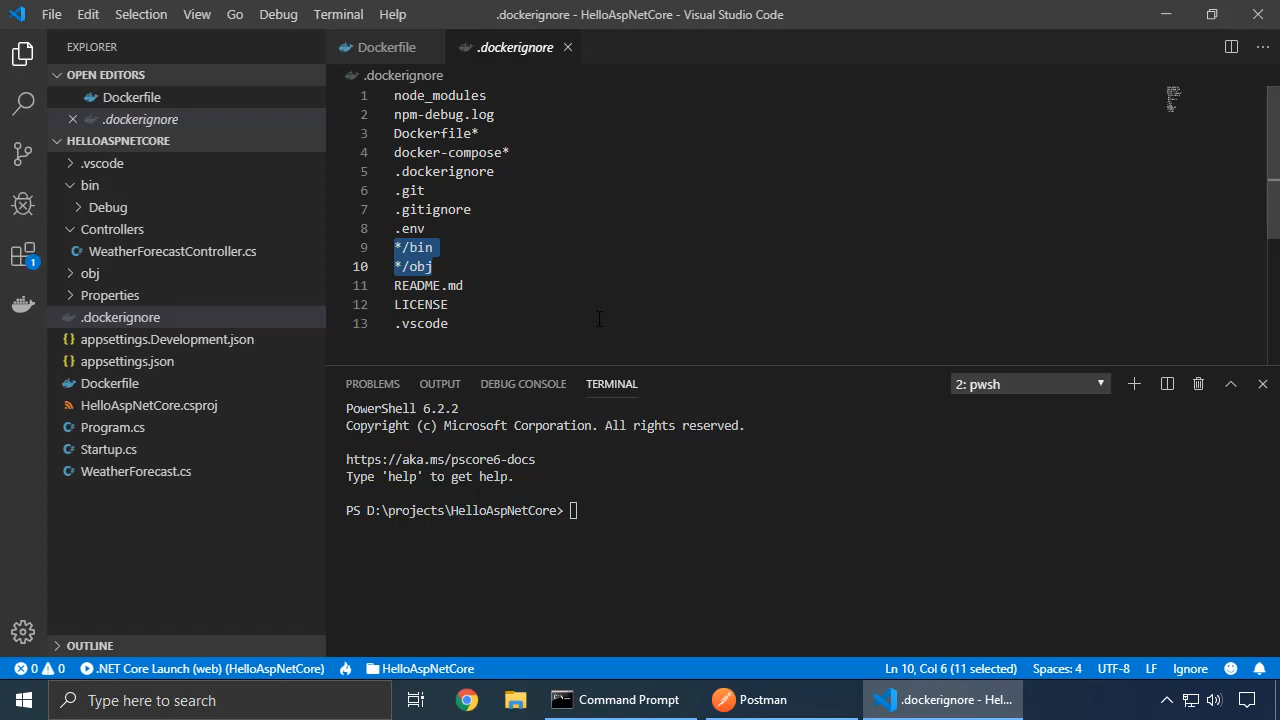 File Edit Selection View Go Debug Terminal Help .dockerignore - HelloAspNetCore - Visual Studio Code
EXPLORER
OPEN EDITORS
Dockerfile
.dockerignore
HELLOASPNETCORE
.vscode
bin
Debug
Controllers
WeatherForecastController.cs
obj
Properties
.dockerignore
appsettings.Development.json
appsettings.json
Dockerfile
HelloAspNetCore.csproj
Program.cs
Startup.cs
WeatherForecast.cs
OUTLINE
1
Dockerfile .dockerignore
.dockerignore
1 node_modules
2 npm-debug.log
3 Dockerfile*
4 docker-compose*
5 .dockerignore
6 .git
7 .gitignore
8 .env
9 */bin
10 */obj
11 README.md
12 LICENSE
13 .vscode
PROBLEMS OUTPUT DEBUG CONSOLE TERMINAL 2: pwsh
PowerShell 6.2.2
Copyright (c) Microsoft Corporation. All rights reserved.
https://aka.ms/pscore6-docs
Type 'help' to get help.
PS D:\projects\HelloAspNetCore>
0 0 .NET Core Launch (web) (HelloAspNetCore) HelloAspNetCore Ln 10, Col 6 (11 selected) Spaces: 4 UTF-8 LF Ignore
Type here to search Command Prompt Postman .dockerignore - Hel...